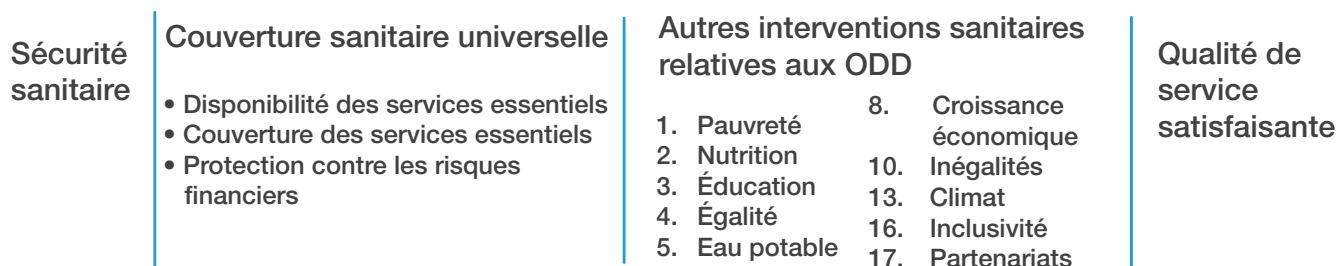 Sécurité
sanitaire
Couverture sanitaire universelle
• Disponibilité des services essentiels
• Couverture des services essentiels
• Protection contre les risques
financiers
Autres interventions sanitaires
relatives aux ODD
1. Pauvreté
2. Nutrition
3. Éducation
4. Égalité
5. Eau potable
8. Croissance
économique
10. Inégalités
13. Climat
16. Inclusivité
17. Partenariats
Qualité de
service
satisfaisante